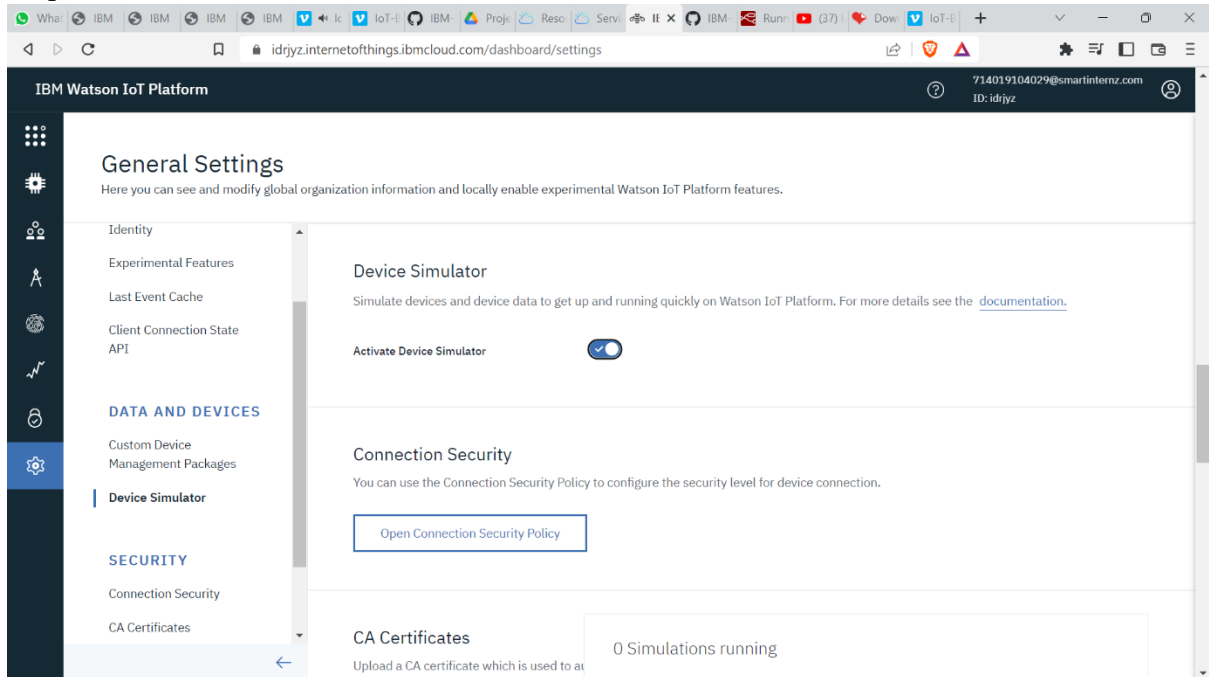 What
IBM
IBM
IBM
IBM
IoT-E
IBM-
Proje
Reso
Servi
IE
IBM-
Runn
(37)
Dow
IoT-E
idrjyz.internetofthings.ibmcloud.com/dashboard/settings
IBM Watson IoT Platform
714019104029@smartinternz.com
ID: idrjyz
General Settings
Here you can see and modify global organization information and locally enable experimental Watson IoT Platform features.
Identity
Experimental Features
Last Event Cache
Client Connection State
API
DATA AND DEVICES
Custom Device
Management Packages
Device Simulator
SECURITY
Connection Security
CA Certificates
Device Simulator
Simulate devices and device data to get up and running quickly on Watson IoT Platform. For more details see the documentation.
Activate Device Simulator
Connection Security
You can use the Connection Security Policy to configure the security level for device connection.
Open Connection Security Policy
CA Certificates
Upload a CA certificate which is used to au
0 Simulations running